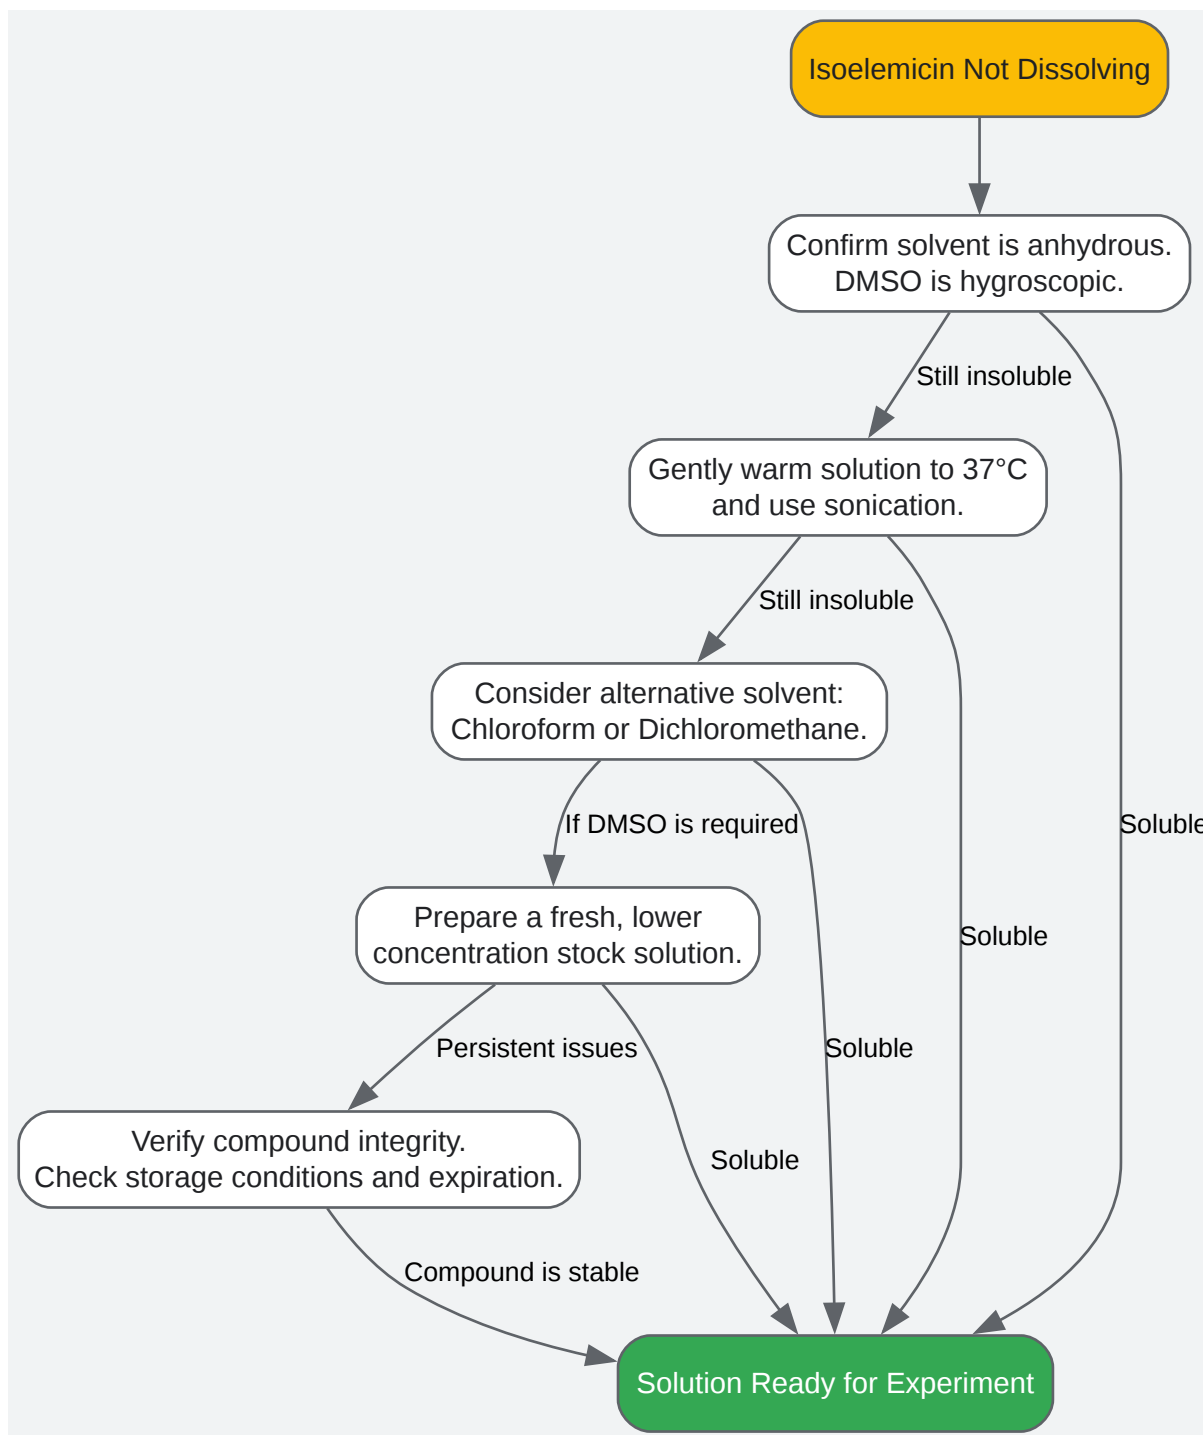 Isoelemicin Not Dissolving
Confirm solvent is anhydrous.
DMSO is hygroscopic.
Still insoluble
Gently warm solution to 37°C
and use sonication.
Still insoluble
Consider alternative solvent:
Chloroform or Dichloromethane.
If DMSO is required
Soluble
Prepare a fresh, lower
concentration stock solution.
Soluble
Persistent issues
Soluble
Verify compound integrity.
Check storage conditions and expiration.
Soluble
Compound is stable
Solution Ready for Experiment